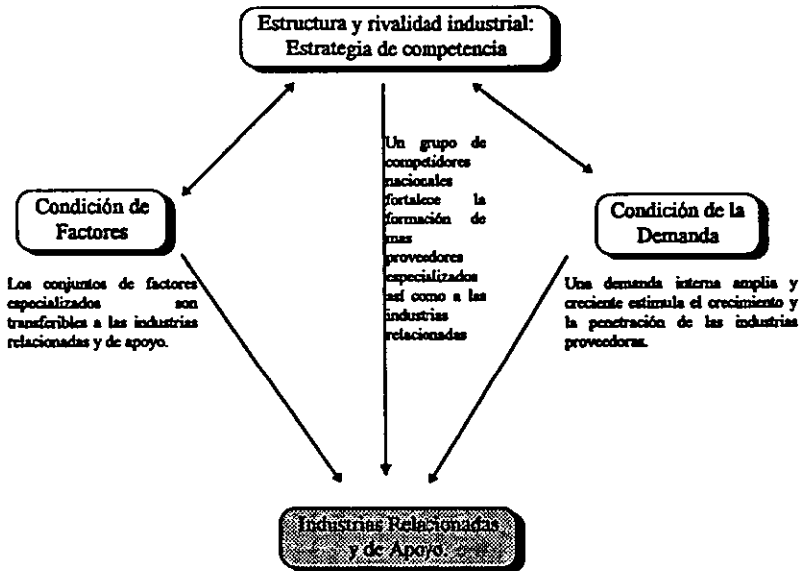 Estructura y rivalidad industrial:
Estrategia de competencia
Un grupo de
competidores
nacionales
fortalece la
formación de
mas
proveedores
especializados
así como a las
industrias
relacionadas
Condición de
Factores
Los conjuntos de factores
especializados son
transferibles a las industrias
relacionadas y de apoyo.
Condición de la
Demanda
Una demanda interna amplia y
creciente estimula el crecimiento y
la penetración de las industrias
proveedoras.
Industrias Relacionadas
y de Apoyo.